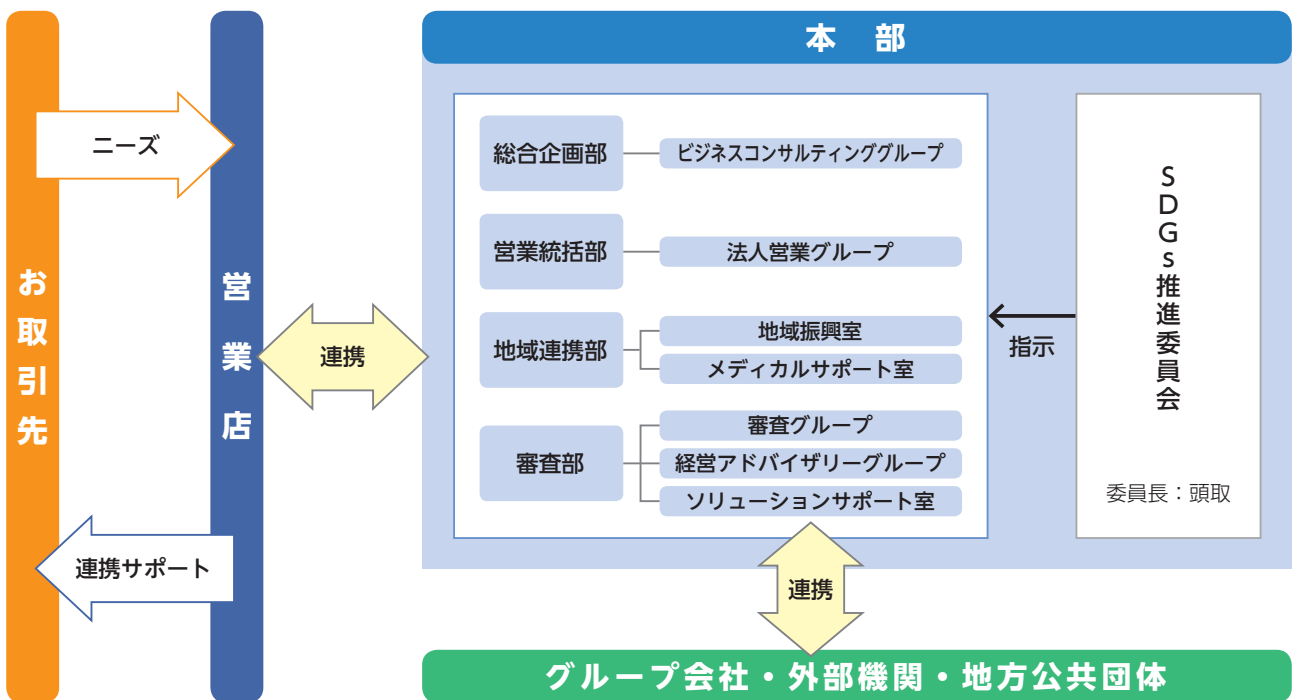 お取引先
営業店
ニーズ
連携サポート
連携
本 部
総合企画部
ビジネスコンサルティンググループ
営業統括部
法人営業グループ
地域連携部
地域振興室
メディカルサポート室
審査部
審査グループ
経営アドバイザリーグループ
ソリューションサポート室
指示
SDGs推進委員会
委員長：頭取
連携
グループ会社・外部機関・地方公共団体